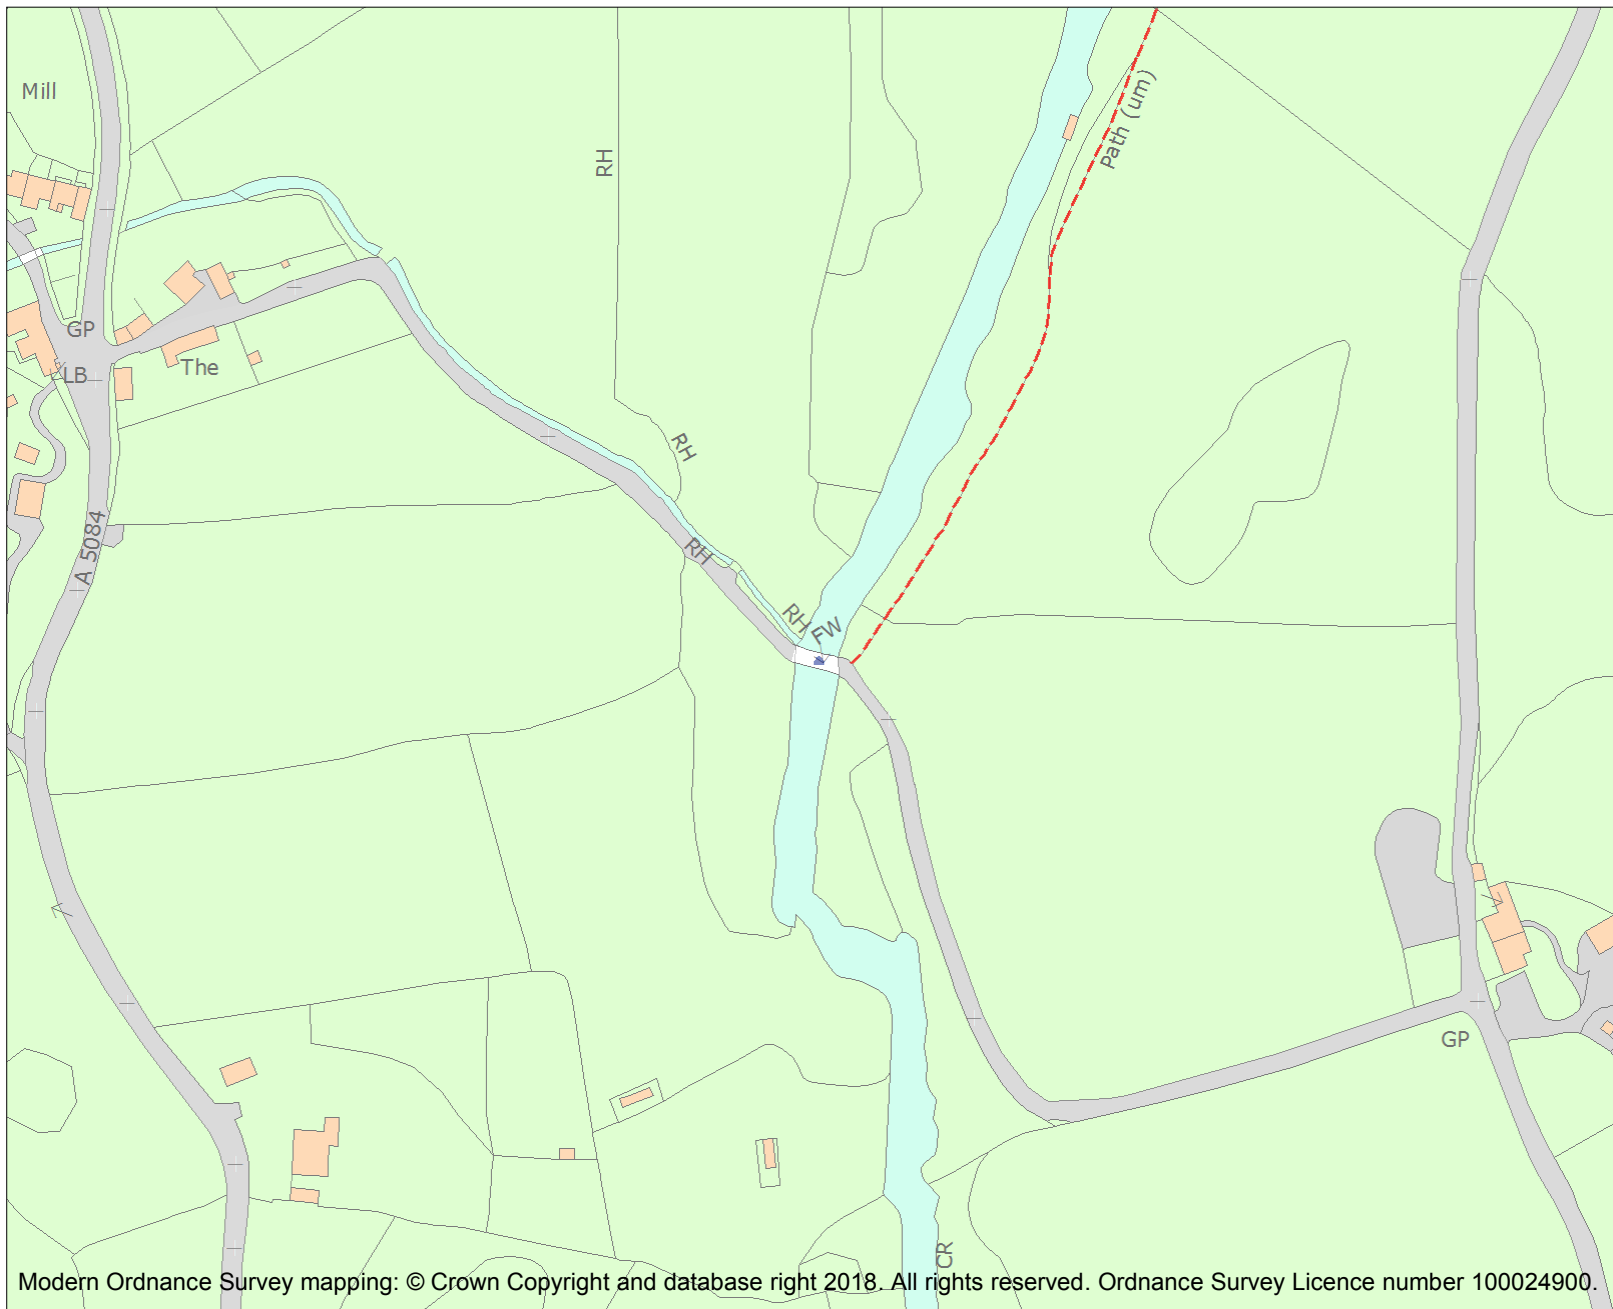 Mill
Path (um)
RH
GP
LB
The
RH
A 5084
RH
RH
FW
GP
CR
Modern Ordnance Survey mapping: © Crown Copyright and database right 2018. All rights reserved. Ordnance Survey Licence number 100024900.